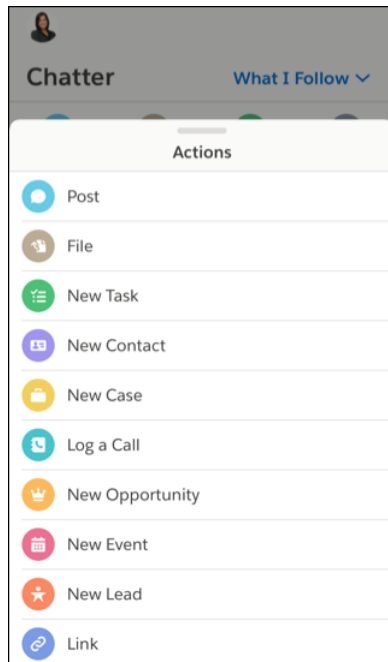 Chatter
What I Follow
Actions
Post
File
New Task
New Contact
New Case
Log a Call
New Opportunity
New Event
New Lead
Link